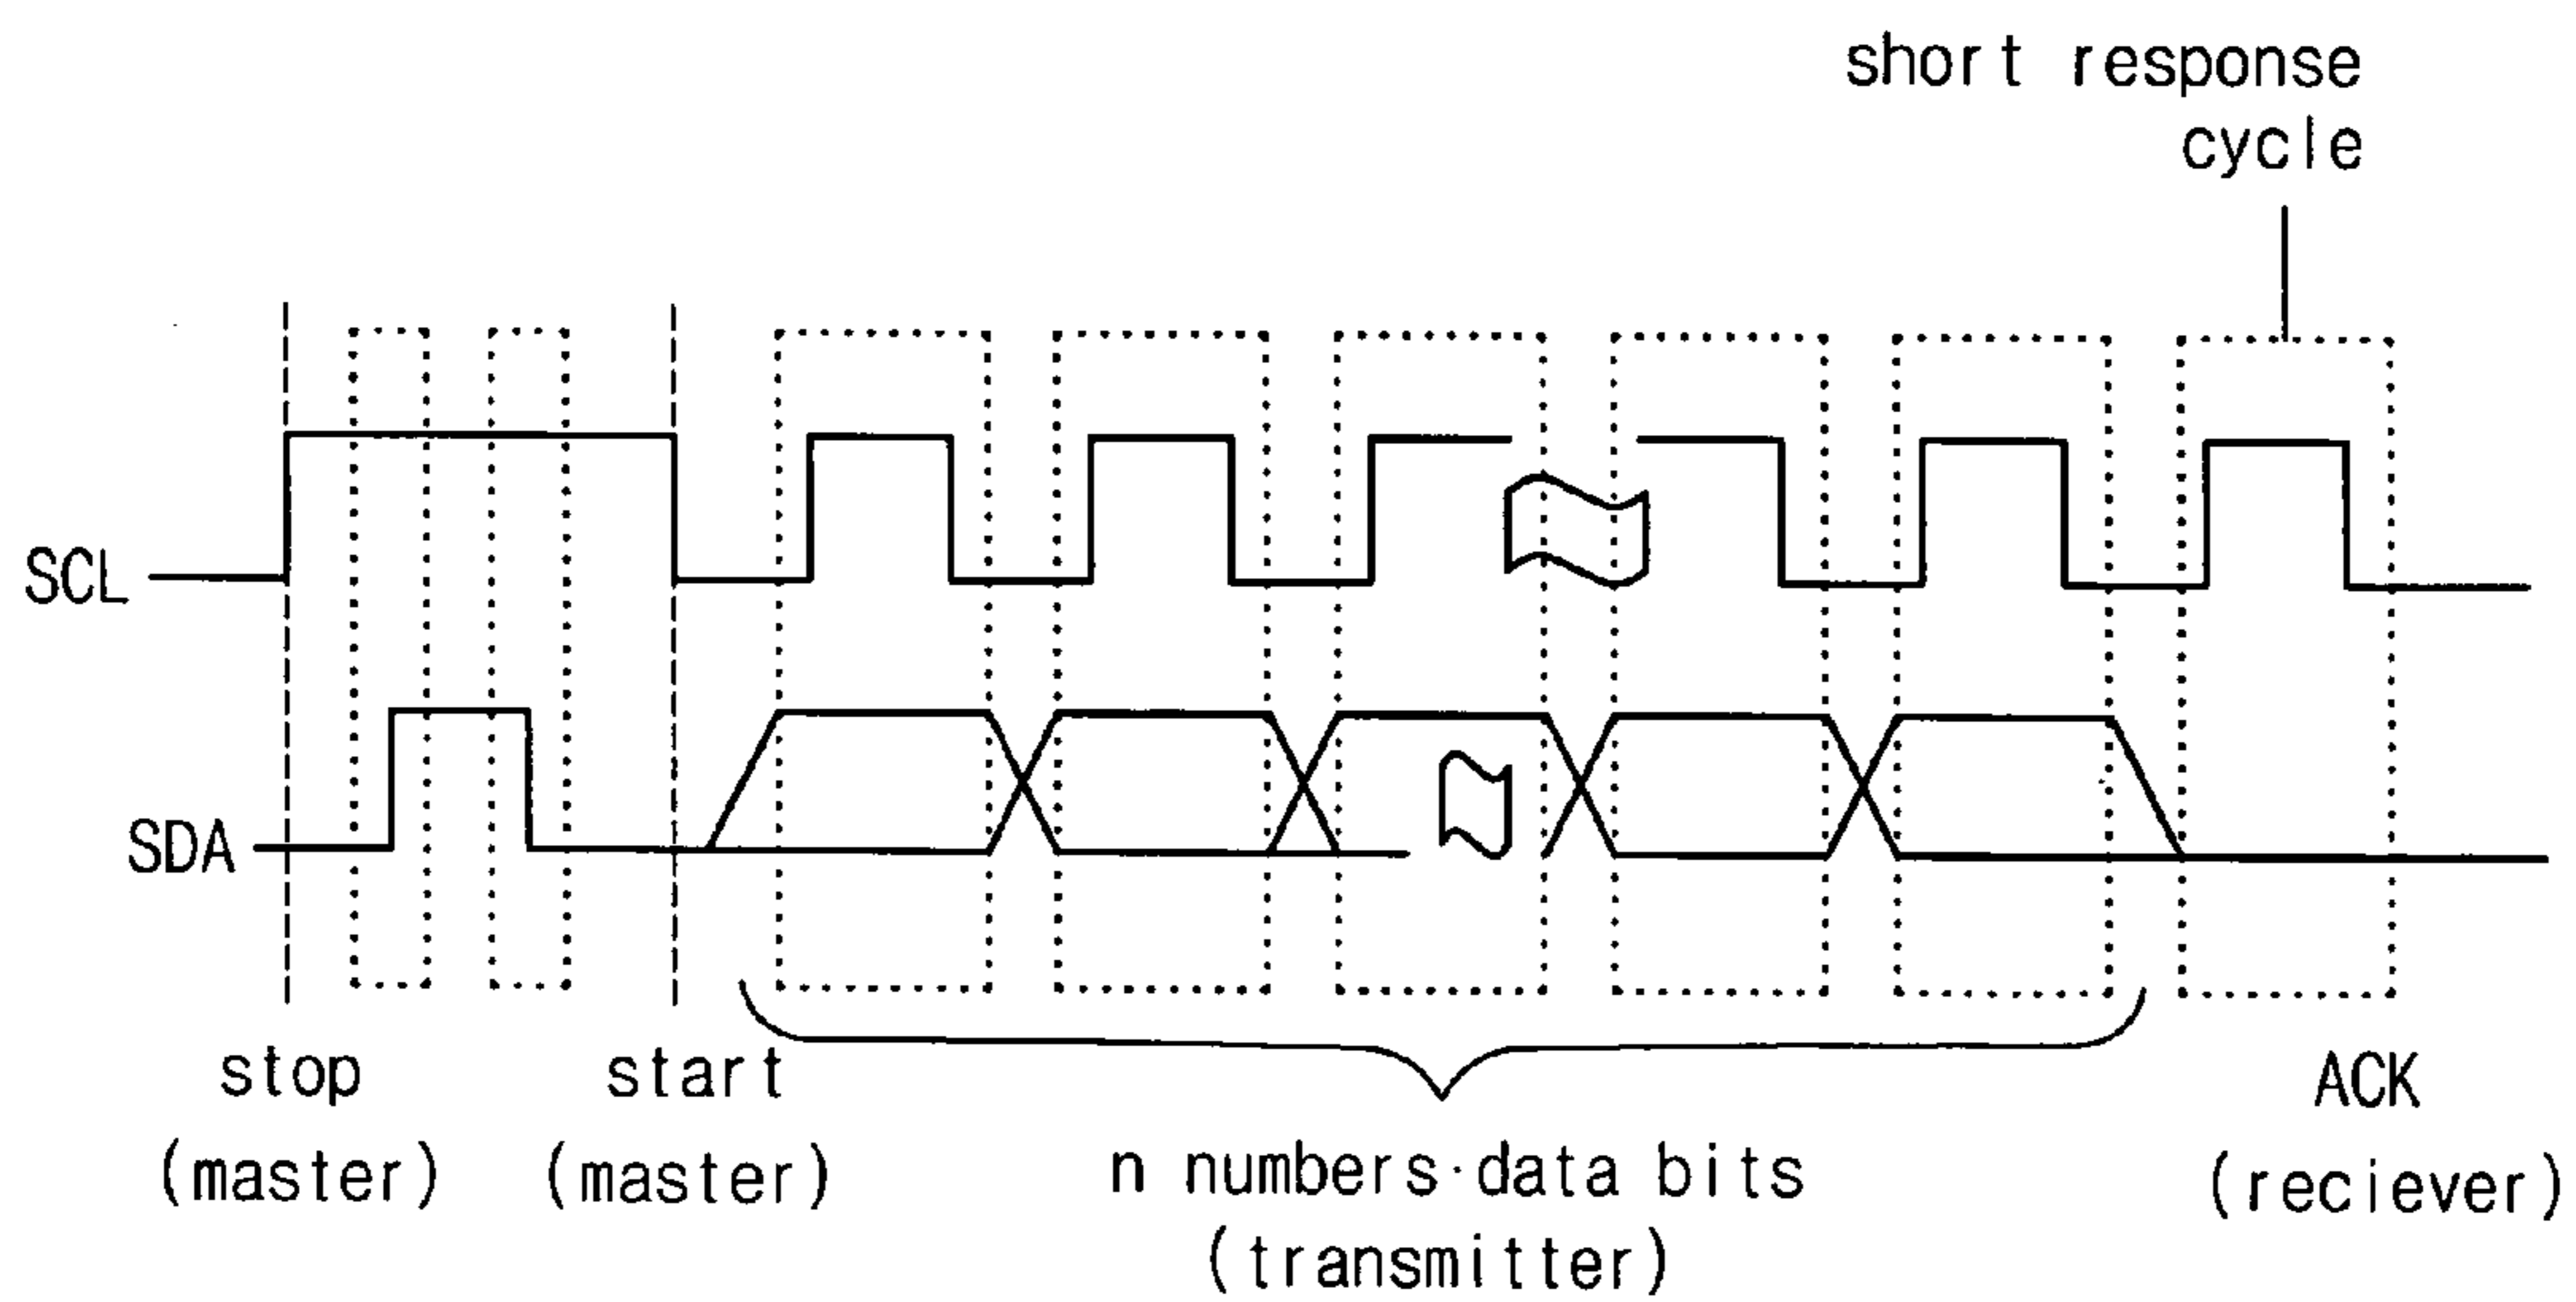 short response
cycle
SCL
SDA
stop
(master)
start
(master)
n numbers·data bits
(transmitter)
ACK
(reciever)